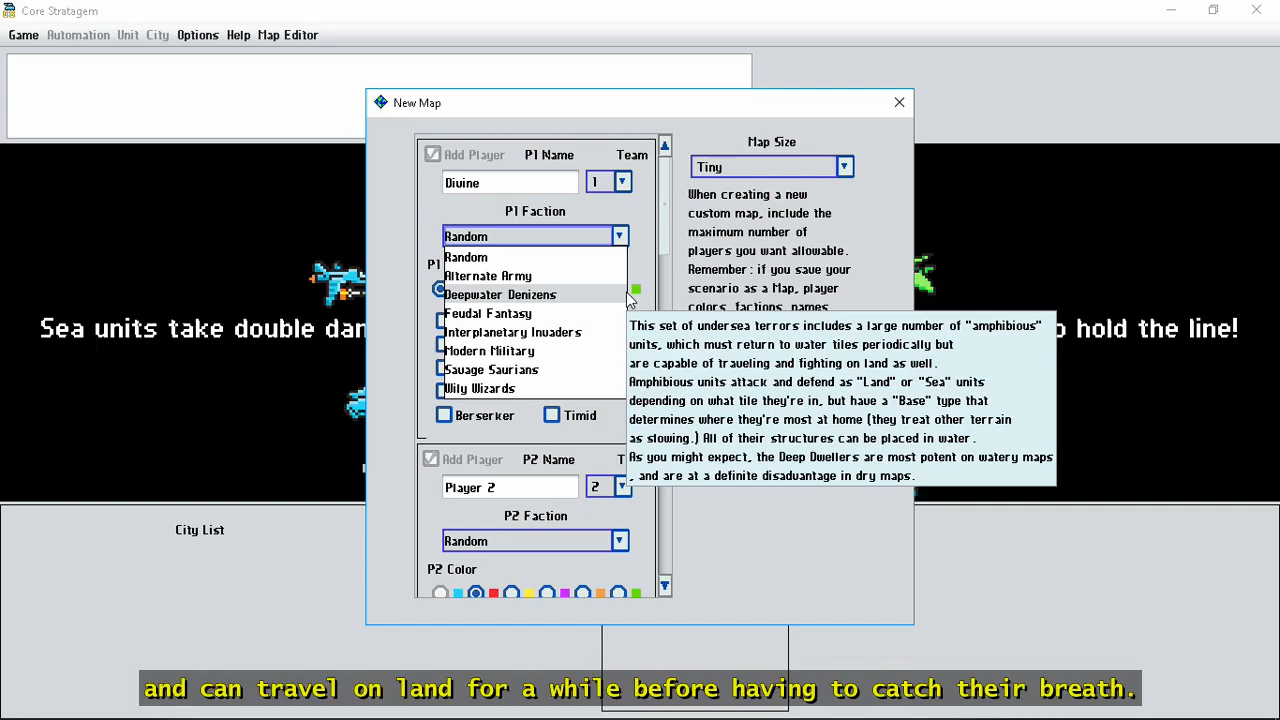 Core Stratagem
Game Automation Unit City Options Help Map Editor
New Map
Add Player P1 Name Team
Divine 1
P1 Faction
Random
Random
Alternate Army
Deepwater Denizens
Feudal Fantasy
Interplanetary Invaders
Modern Military
Savage Saurians
Wily Wizards
P1
Berserker Timid
Add Player P2 Name T
Player 2 2
P2 Faction
Random
P2 Color
Map Size
Tiny
When creating a new
custom map, include the
maximum number of
players you want allowable.
Remember: if you save your
scenario as a Map, player
colors, factions, names
This set of undersea terrors includes a large number of "amphibious"
units, which must return to water tiles periodically but
are capable of traveling and fighting on land as well.
Amphibious units attack and defend as "Land" or "Sea" units
depending on what tile they're in, but have a "Base" type that
determines where they're most at home (they treat other terrain
as slowing.) All of their structures can be placed in water.
As you might expect, the Deep Dwellers are most potent on watery maps
, and are at a definite disadvantage in dry maps.
Sea units take double dan
o hold the line!
City List
and can travel on land for a while before having to catch their breath.